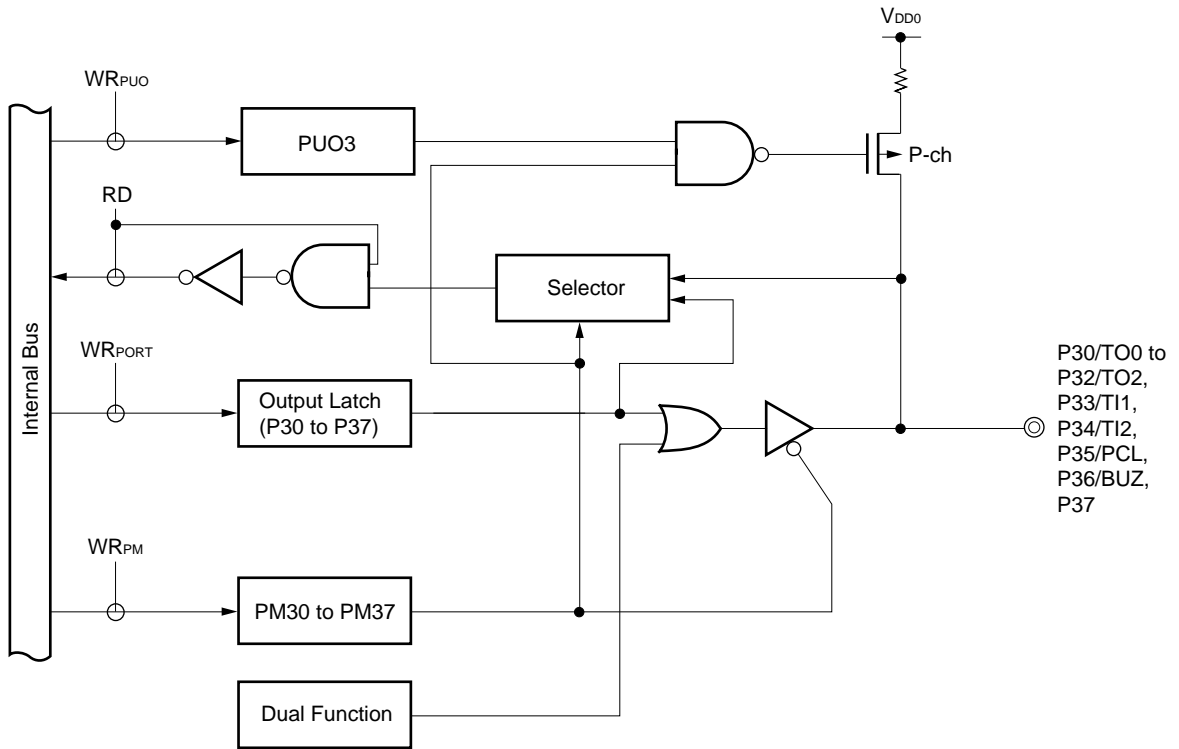 VDD0
WRPUO
PUO3
P-ch
RD
Selector
Internal Bus
WRPORT
Output Latch
(P30 to P37)
P30/TO0 to
P32/TO2,
P33/TI1,
P34/TI2,
P35/PCL,
P36/BUZ,
P37
WRPM
PM30 to PM37
Dual Function